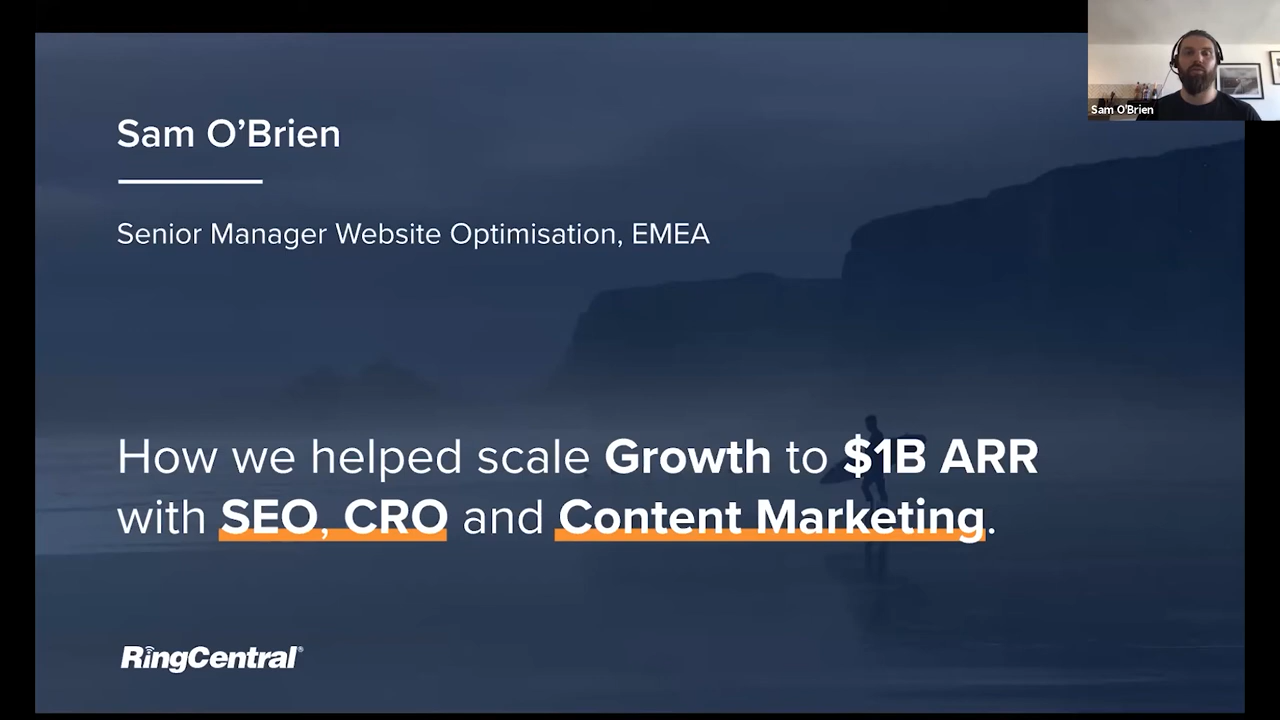 Sam O’Brien
Senior Manager Website Optimisation, EMEA
How we helped scale Growth to $1B ARR
with SEO, CRO and Content Marketing.
RingCentral®
Sam O’Brien